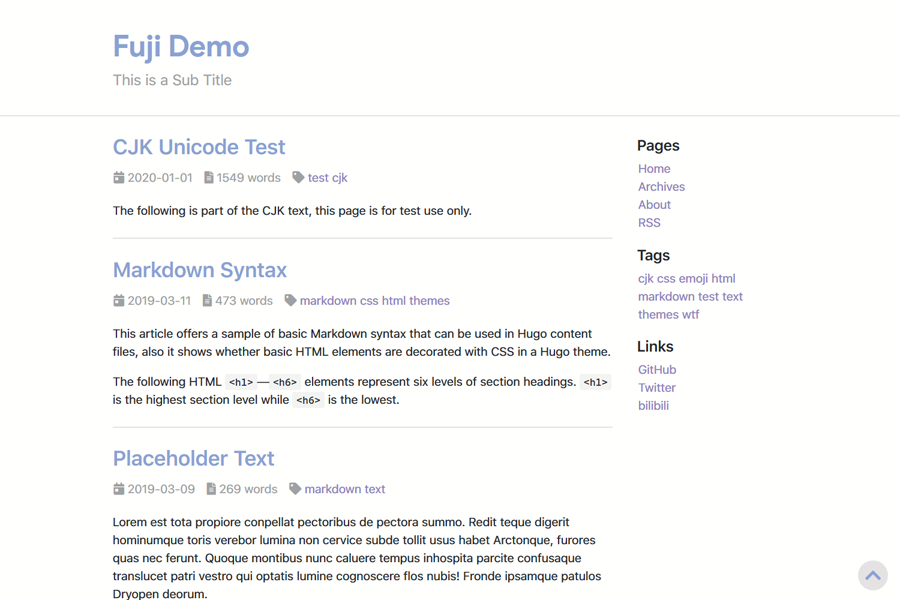 Fuji Demo
This is a Sub Title
CJK Unicode Test
2020-01-01 1549 words test cjk
The following is part of the CJK text, this page is for test use only.
Markdown Syntax
2019-03-11 473 words markdown css html themes
This article offers a sample of basic Markdown syntax that can be used in Hugo content
files, also it shows whether basic HTML elements are decorated with CSS in a Hugo theme.
The following HTML <h1>—<h6> elements represent six levels of section headings. <h1>
is the highest section level while <h6> is the lowest.
Placeholder Text
2019-03-09 269 words markdown text
Lorem est tota propiore conpellat pectoribus de pectora summo. Redit teque digerit
hominumque toris verebor lumina non cervice subde tollit usus habet Arctonque, furores
quas nec ferunt. Quoque montibus nunc caluere tempus inhospita parcite confusaque
translucet patri vestro qui optatis lumine cognoscere flos nubis! Fronde ipsamque patulos
Dryopen deorum.
Pages
Home
Archives
About
RSS
Tags
cjk css emoji html
markdown test text
themes wtf
Links
GitHub
Twitter
bilibili